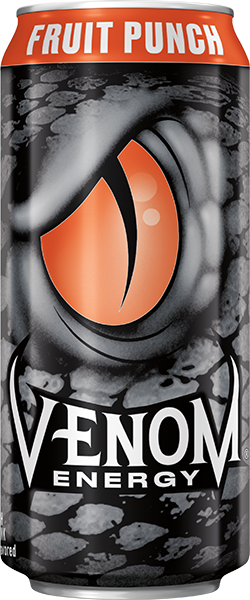 FRUIT PUNCH
VENOM
ENERGY
®